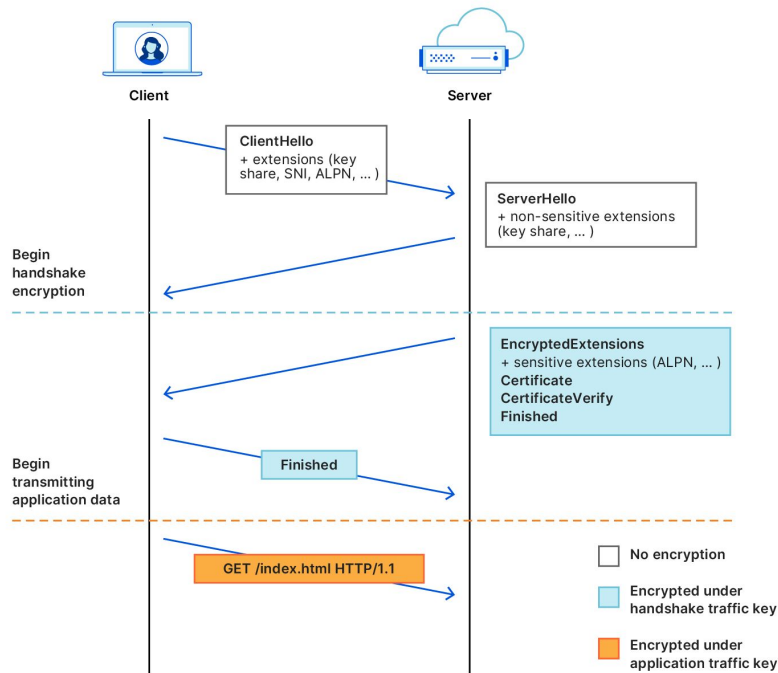 Client
Server
ClientHello
+ extensions (key
share, SNI, ALPN, ... )
ServerHello
+ non-sensitive extensions
(key share, ... )
Begin
handshake
encryption
EncryptedExtensions
+ sensitive extensions (ALPN, ... )
Certificate
CertificateVerify
Finished
Finished
Begin
transmitting
application data
GET /index.html HTTP/1.1
No encryption
Encrypted under
handshake traffic key
Encrypted under
application traffic key